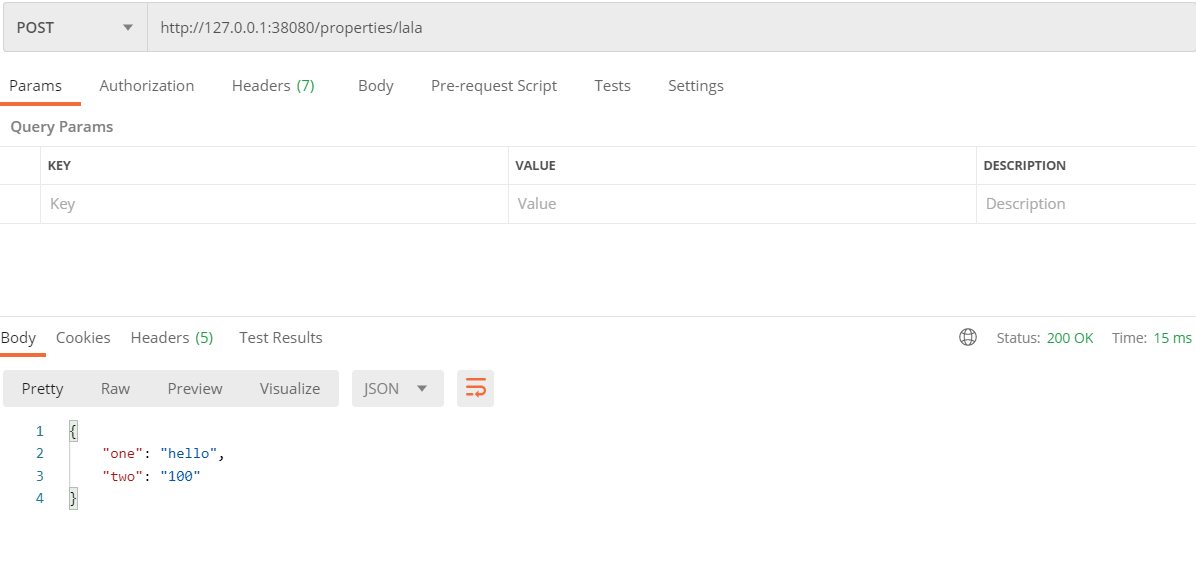 POST http://127.0.0.1:38080/properties/lala
Params Authorization Headers (7) Body Pre-request Script Tests Settings
Query Params
KEY VALUE DESCRIPTION
Key Value Description
Body Cookies Headers (5) Test Results Status: 200 OK Time: 15 ms
Pretty Raw Preview Visualize JSON
1 {
2 "one": "hello",
3 "two": "100"
4 }